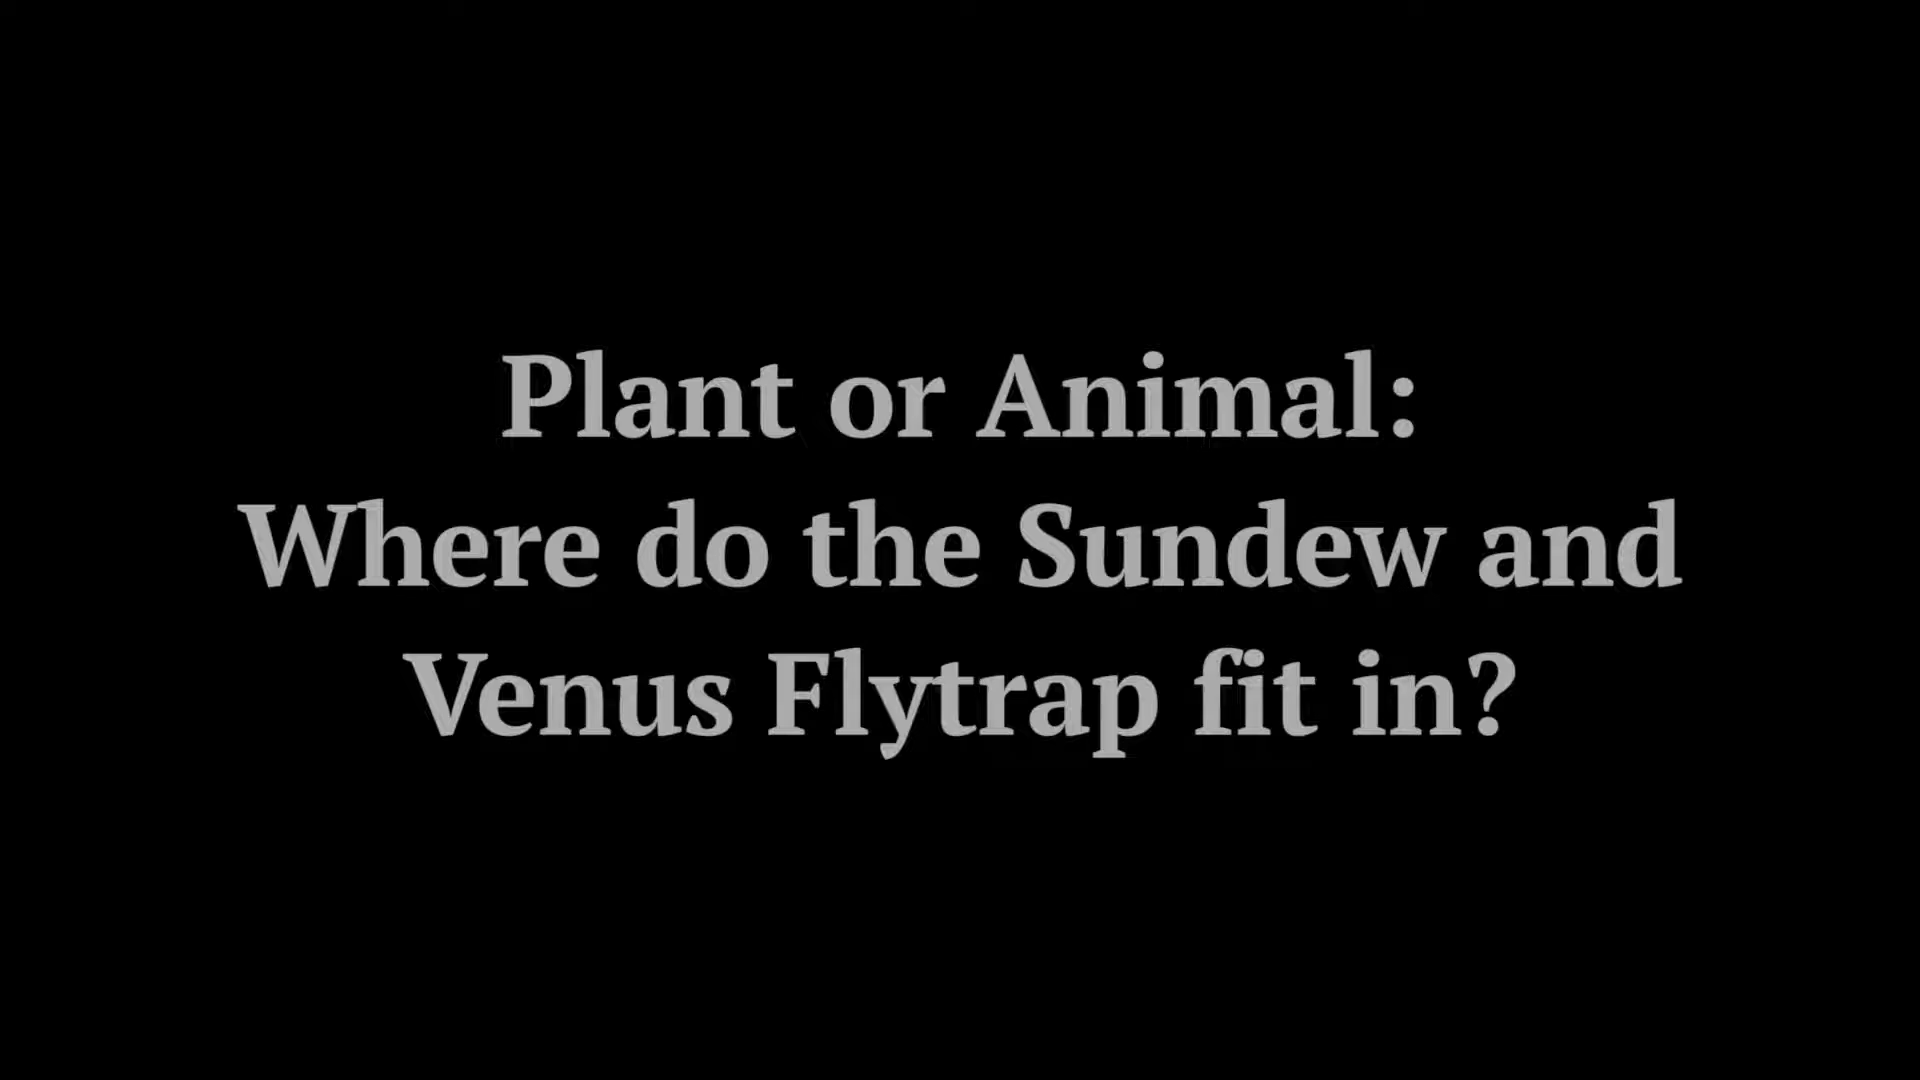 Plant or Animal:
Where do the Sundew and
Venus Flytrap fit in?